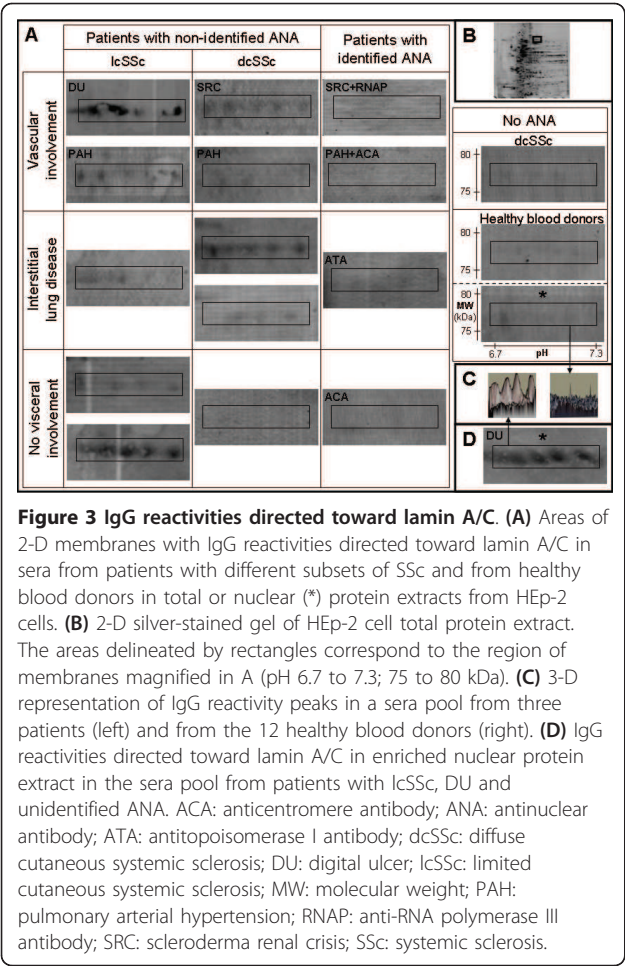 A
Patients with non-identified ANA
Patients with identified ANA
lcSSc
dcSSc
Vascular involvement
DU
SRC
SRC+RNAP
PAH
PAH
PAH+ACA
Interstitial lung disease
ATA
No visceral involvement
ACA
B
No ANA
dcSSc
80
75
Healthy blood donors
80
75
*
80
MW
(kDa)
75
6.7
pH
7.3
C
D
DU
*
Figure 3 IgG reactivities directed toward lamin A/C. (A) Areas of
2-D membranes with IgG reactivities directed toward lamin A/C in
sera from patients with different subsets of SSc and from healthy
blood donors in total or nuclear (*) protein extracts from HEp-2
cells. (B) 2-D silver-stained gel of HEp-2 cell total protein extract.
The areas delineated by rectangles correspond to the region of
membranes magnified in A (pH 6.7 to 7.3; 75 to 80 kDa). (C) 3-D
representation of IgG reactivity peaks in a sera pool from three
patients (left) and from the 12 healthy blood donors (right). (D) IgG
reactivities directed toward lamin A/C in enriched nuclear protein
extract in the sera pool from patients with lcSSc, DU and
unidentified ANA. ACA: anticentromere antibody; ANA: antinuclear
antibody; ATA: antitopoisomerase I antibody; dcSSc: diffuse
cutaneous systemic sclerosis; DU: digital ulcer; lcSSc: limited
cutaneous systemic sclerosis; MW: molecular weight; PAH:
pulmonary arterial hypertension; RNAP: anti-RNA polymerase III
antibody; SRC: scleroderma renal crisis; SSc: systemic sclerosis.